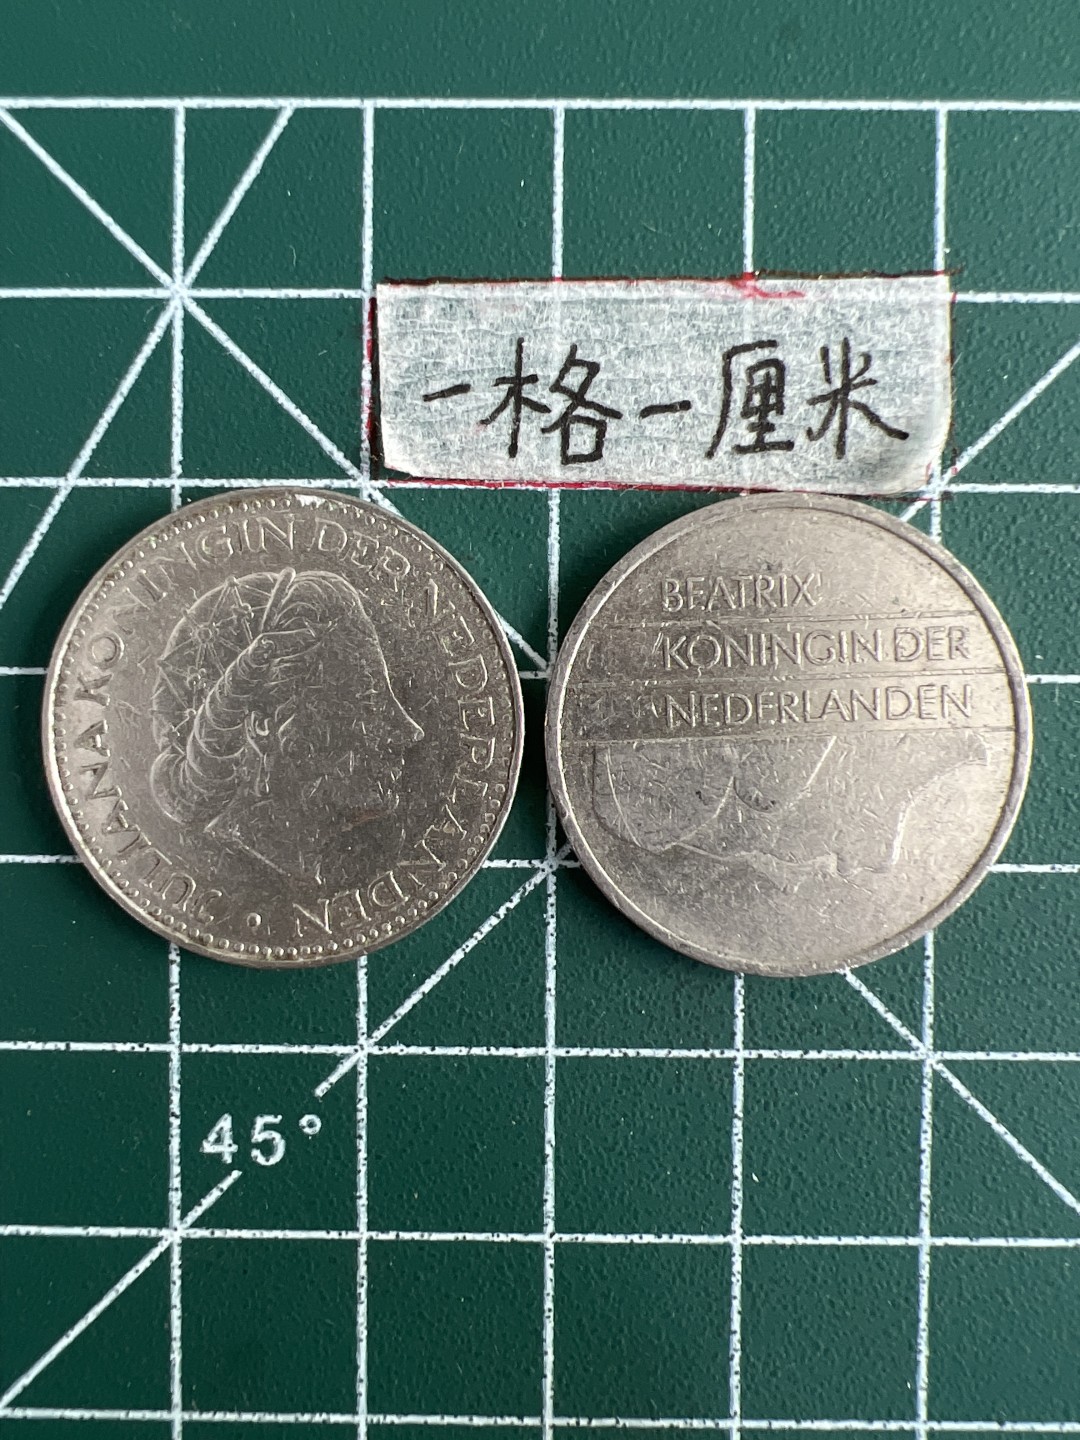 一格一厘米
JULIANA KONINGIN DER NEDERLANDEN
BEATRIX
KONINGIN DER
NEDERLANDEN
45°